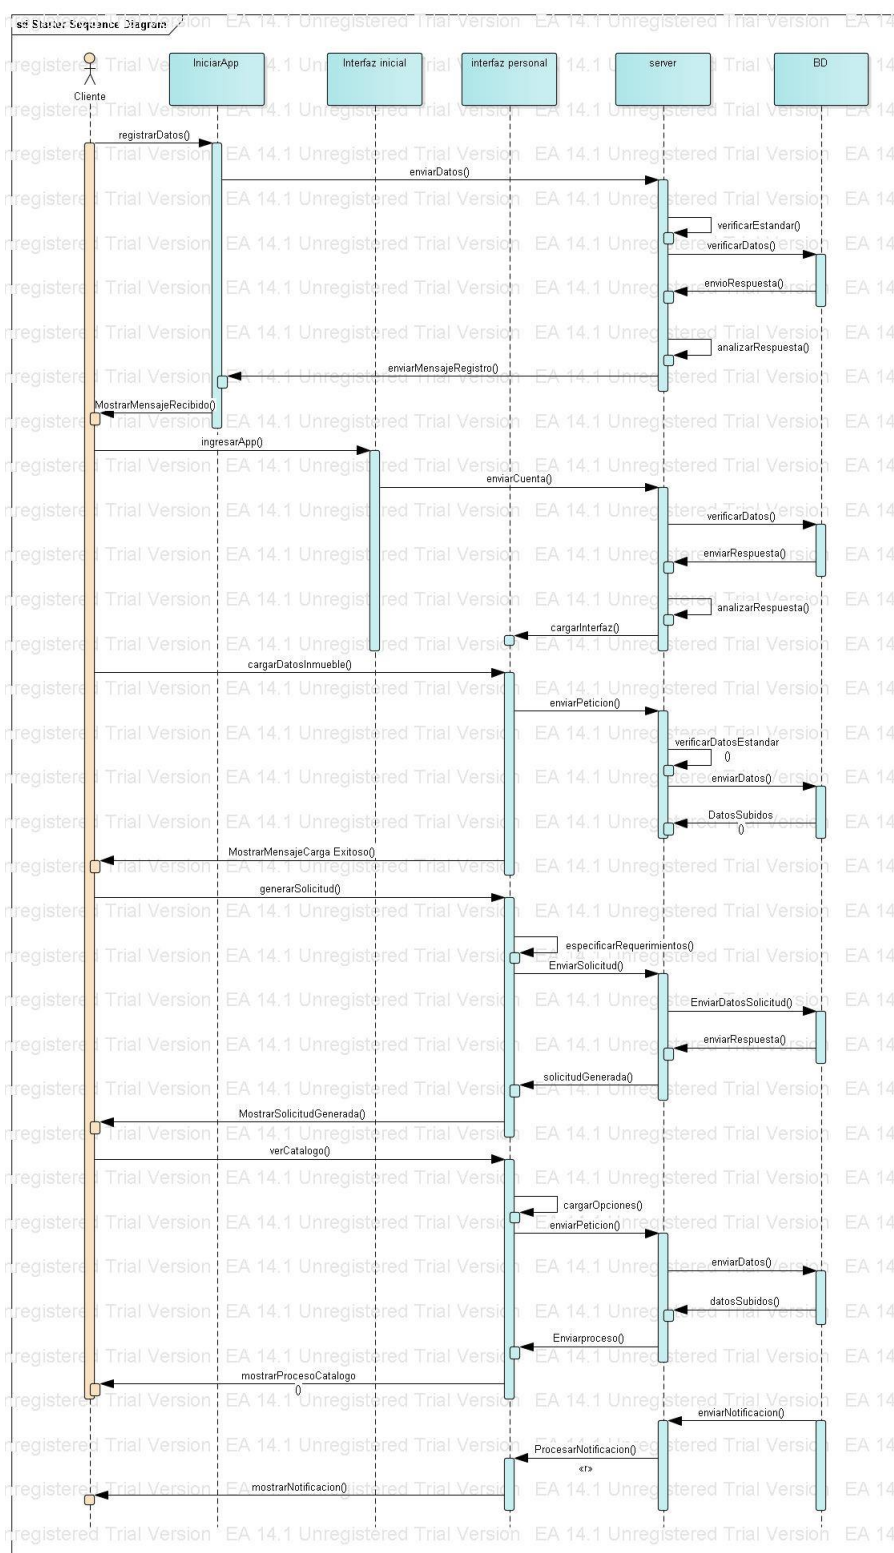 sd Starter Sequence Diagram
Cliente
IniciarApp
Interfaz inicial
interfaz personal
server
BD
registrarDatos()
enviarDatos()
verificarEstandar()
verificarDatos()
envioRespuesta()
analizarRespuesta()
enviarMensajeRegistro()
MostrarMensajeRecibido()
ingresarApp()
enviarCuenta()
verificarDatos()
enviarRespuesta()
analizarRespuesta()
cargarInterfaz()
cargarDatosInmueble()
enviarPeticion()
verificarDatosEstandar
()
enviarDatos()
DatosSubidos
()
MostrarMensajeCarga Exitoso()
generarSolicitud()
especificarRequerimientos()
EnviarSolicitud()
EnviarDatosSolicitud()
enviarRespuesta()
solicitudGenerada()
MostrarSolicitudGenerada()
verCatalogo()
cargarOpciones()
enviarPeticion()
enviarDatos()
datosSubidos()
Enviarproceso()
mostrarProcesoCatalogo
()
enviarNotificacion()
ProcesarNotificacion()
«r»
mostrarNotificacion()
EA 14.1 Unregistered Trial Version